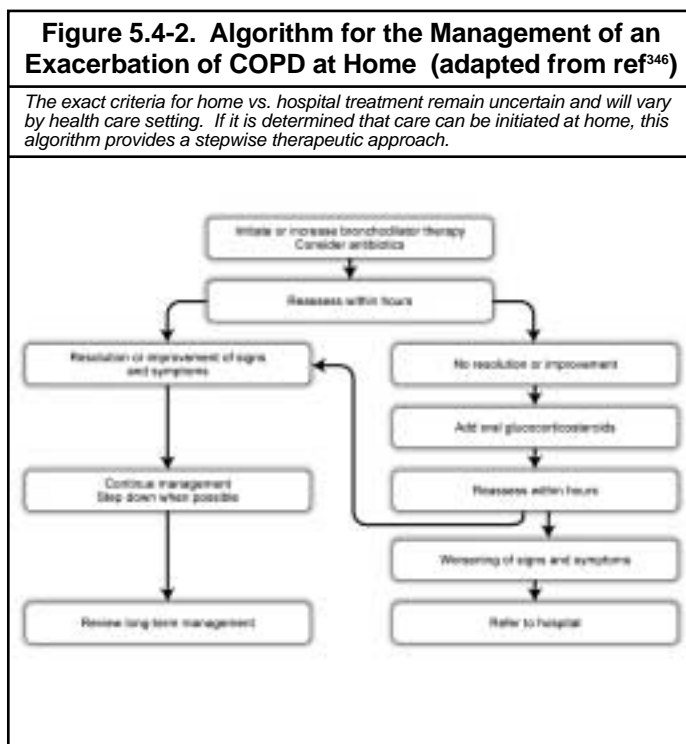 Figure 5.4-2. Algorithm for the Management of an
Exacerbation of COPD at Home (adapted from ref346)
The exact criteria for home vs. hospital treatment remain uncertain and will vary
by health care setting. If it is determined that care can be initiated at home, this
algorithm provides a stepwise therapeutic approach.
Initiate or increase bronchodilator therapy
Consider antibiotics
Reassess within hours
Resolution or improvement of signs
and symptoms
No resolution or improvement
Add oral glucocorticosteroids
Continue management
Step down when possible
Reassess within hours
Worsening of signs and symptoms
Review long term management
Refer to hospital